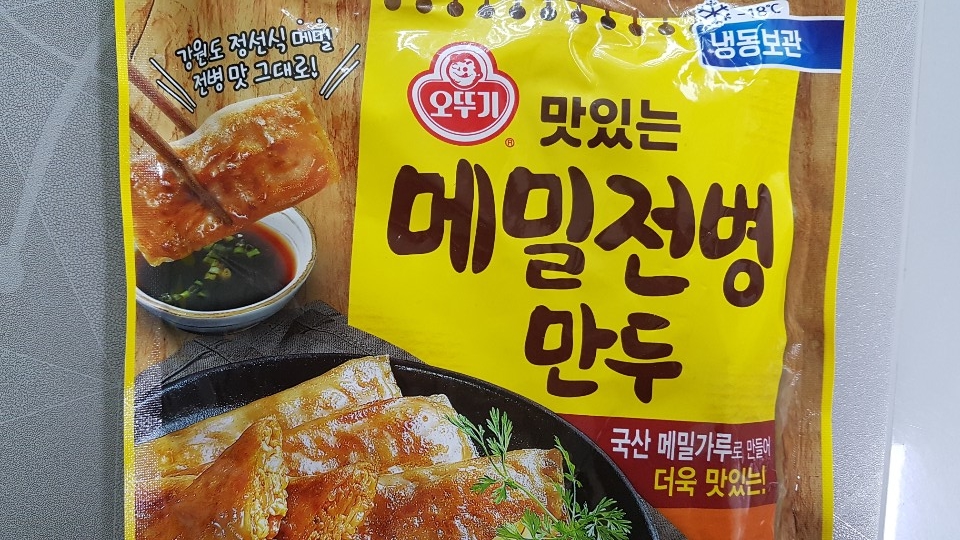 강원도 정선식 메밀
전병 맛 그대로!
-18℃
냉동보관
오뚜기
®
맛있는
메밀전병
만두
국산 메밀가루로 만들어
더욱 맛있는!